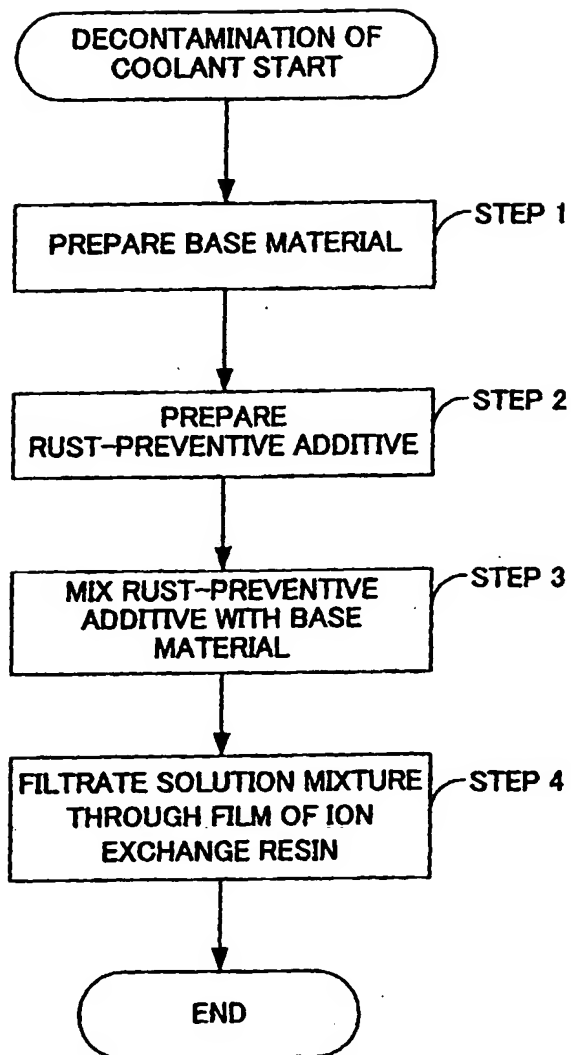 DECONTAMINATION OF
COOLANT START
PREPARE BASE MATERIAL
STEP 1
PREPARE
RUST-PREVENTIVE ADDITIVE
STEP 2
MIX RUST-PREVENTIVE
ADDITIVE WITH BASE
MATERIAL
STEP 3
FILTRATE SOLUTION MIXTURE
THROUGH FILM OF ION
EXCHANGE RESIN
STEP 4
END